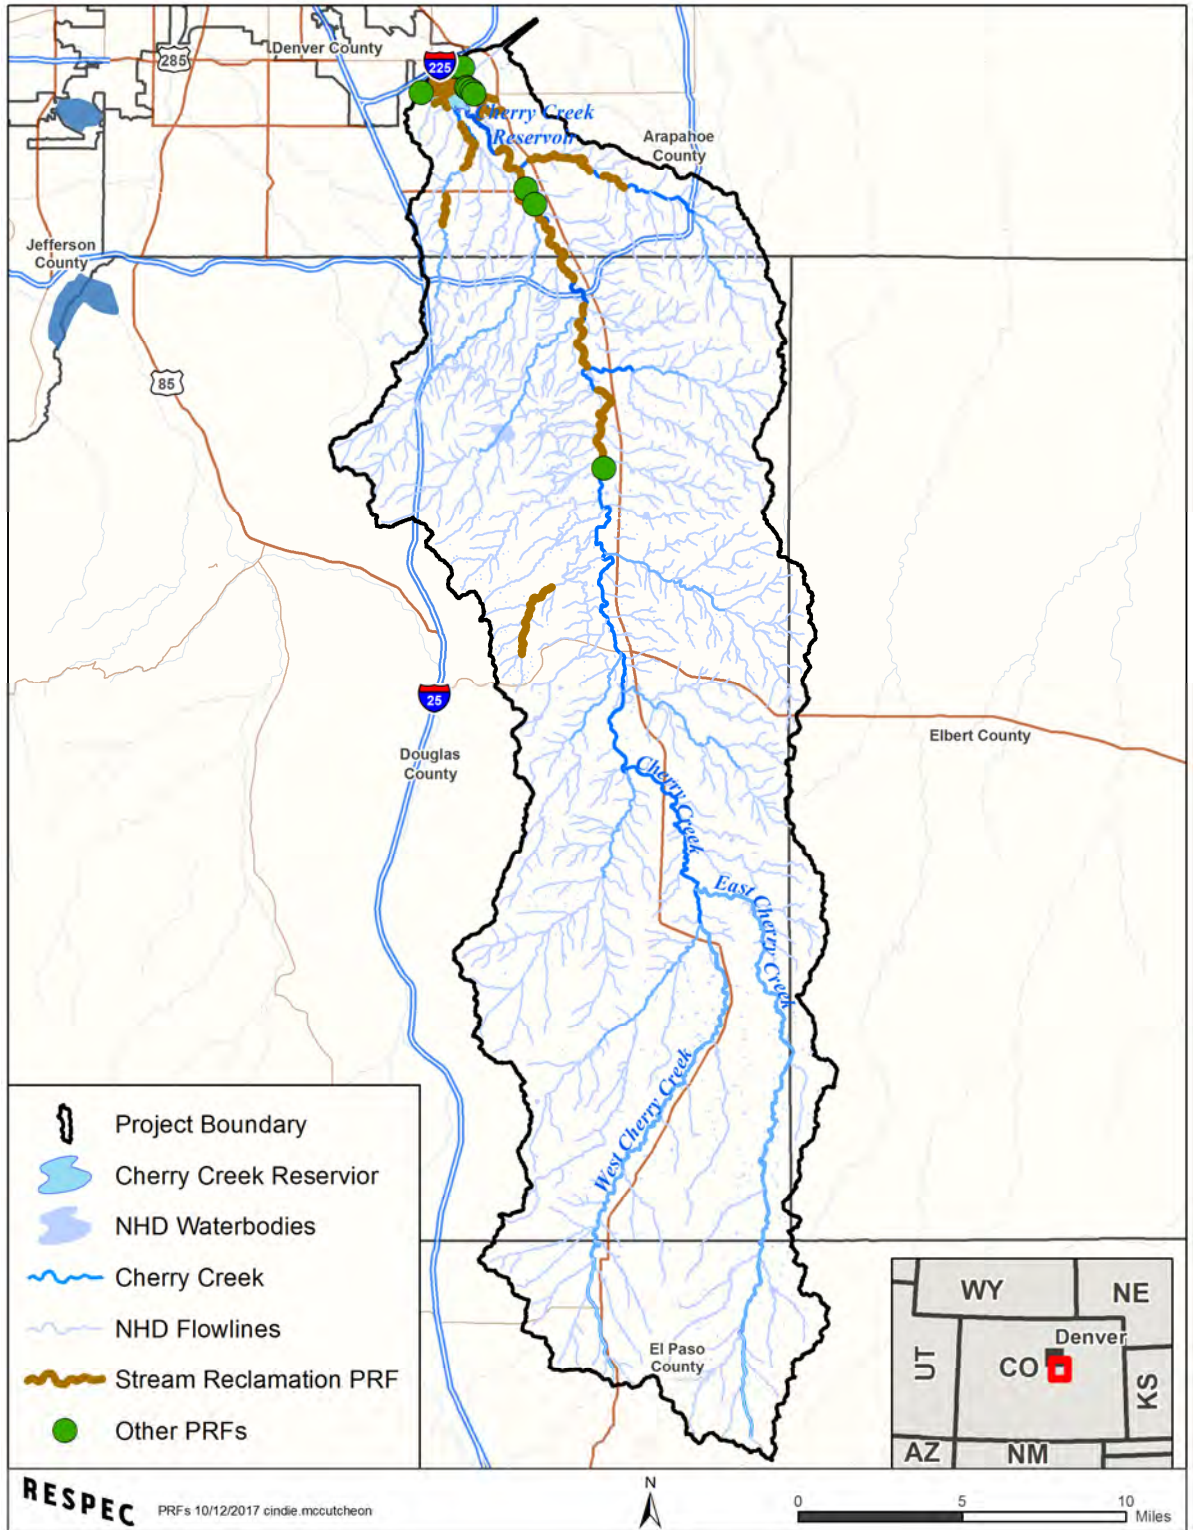 Denver County
285
225
Cherry Creek
Reservoir
Arapahoe
County
Jefferson
County
85
25
Douglas
County
Elbert County
Cherry Creek
East Cherry Creek
West Cherry Creek
El Paso
County
Project Boundary
Cherry Creek Reservior
NHD Waterbodies
Cherry Creek
NHD Flowlines
Stream Reclamation PRF
Other PRFs
WY
NE
Denver
UT
CO
KS
AZ
NM
RESPEC
PRFs 10/12/2017 cindie.mccutcheon
N
0
5
10
Miles